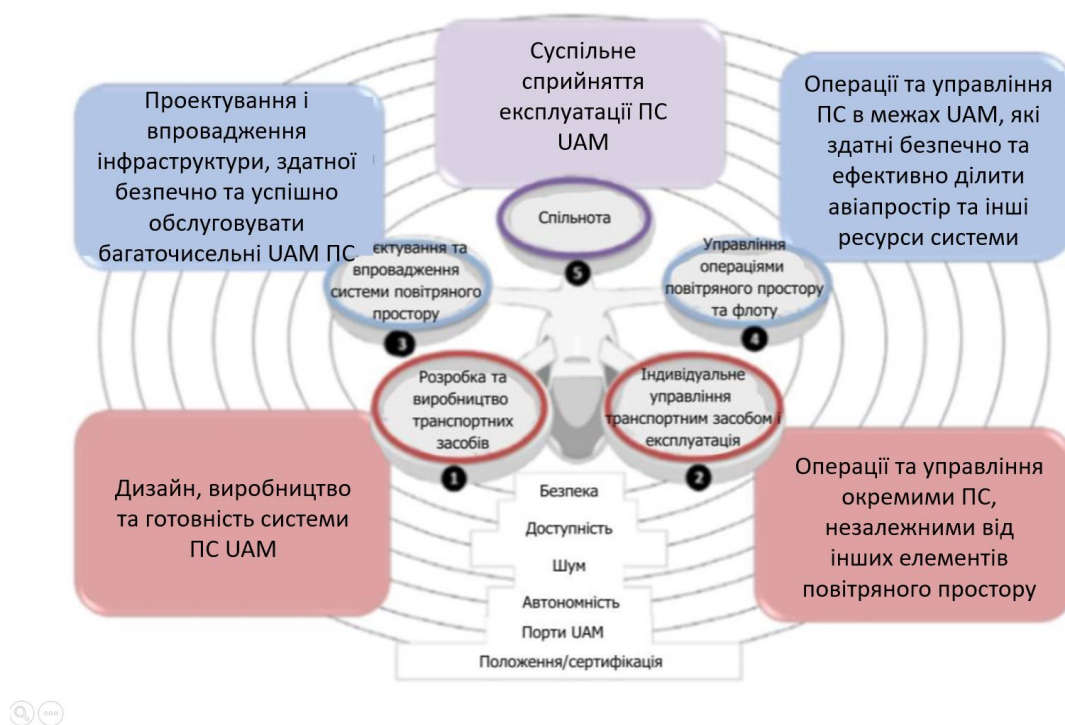 Суспільне
сприйняття
експлуатації ПС
UAM
Проектування і
впровадження
інфраструктури, здатної
безпечно та успішно
обслуговувати
багаточисельні UAM ПС
Операції та управління
ПС в межах UAM, які
здатні безпечно та
ефективно ділити
авіапростір та інші
ресурси системи
Спільнота
5
єктування та
впровадження
системи повітряного
простору
3
Управління
операціями
повітряного простору
та флоту
4
Розробка та
виробництво
транспортних
засобів
1
Індивідуальне
управління
транспортним засобом і
експлуатація
2
Дизайн, виробництво
та готовність системи
ПС UAM
Операції та управління
окремими ПС,
незалежними від
інших елементів
повітряного простору
Безпека
Доступність
Шум
Автономність
Порти UAM
Положення/сертифікація